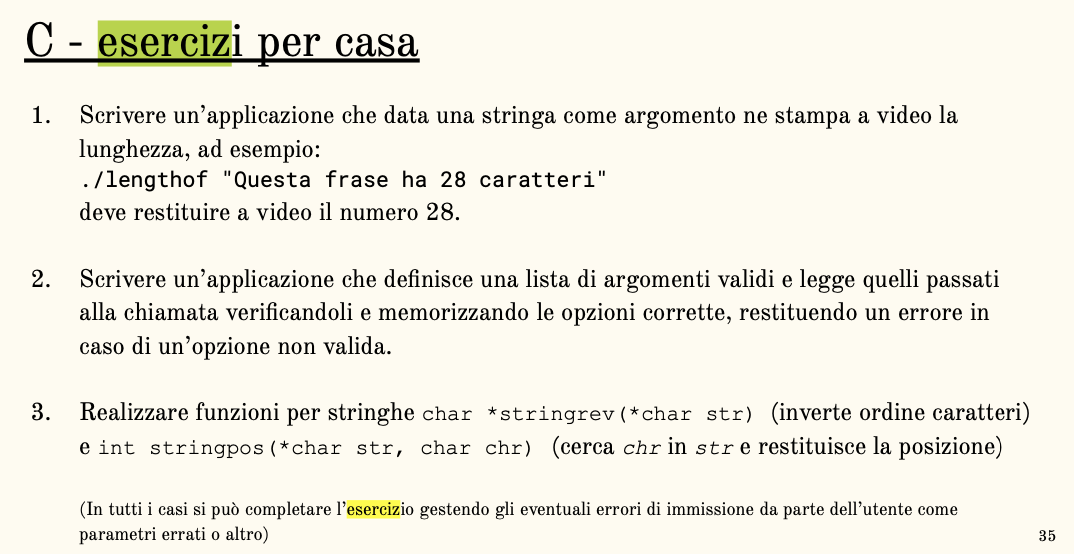 C - esercizi per casa
1. Scrivere un'applicazione che data una stringa come argomento ne stampa a video la
lunghezza, ad esempio:
./lengthof "Questa frase ha 28 caratteri"
deve restituire a video il numero 28.
2. Scrivere un'applicazione che definisce una lista di argomenti validi e legge quelli passati
alla chiamata verificandoli e memorizzando le opzioni corrette, restituendo un errore in
caso di un'opzione non valida.
3. Realizzare funzioni per stringhe char *stringrev(*char str) (inverte ordine caratteri)
e int stringpos(*char str, char chr) (cerca chr in str e restituisce la posizione)
(In tutti i casi si può completare l'esercizio gestendo gli eventuali errori di immissione da parte dell'utente come
parametri errati o altro)
35